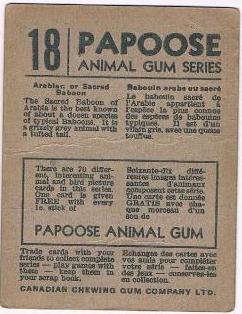 18 PAPOOSE
ANIMAL GUM SERIES
Arabian or Sacred
Baboon
The Sacred Baboon of
Arabia is the best known
of about a dozen species
of typical Baboons. It is
a grizzly grey animal with
a tufted tail.
Babouin arabe ou sacré
Le babouin sacré de
l'Arabie appartient à
l'espèce la plus connue
des espèces de babouins
typiques. Il est d'un
vilain gris, avec une queue
touffue.
There are 70 differ-
ent, interesting ani-
mal and bird picture
cards in this series.
One card is given
FREE with every
1c. stick of
Soixante-dix diffé-
rentes images intéres-
santes d'animaux
composent cette série.
Une carte est donnée
GRATIS avec cha-
que morceau d'un
sou de
PAPOOSE ANIMAL GUM
Trade cards with your
friends to collect complete
series — play games with
them — keep them in
your scrap book.
Echangez des cartes avec
vos amis pour compléter
votre série — faites-en
des jeux — conservez-les
en collection.
CANADIAN CHEWING GUM COMPANY LTD.